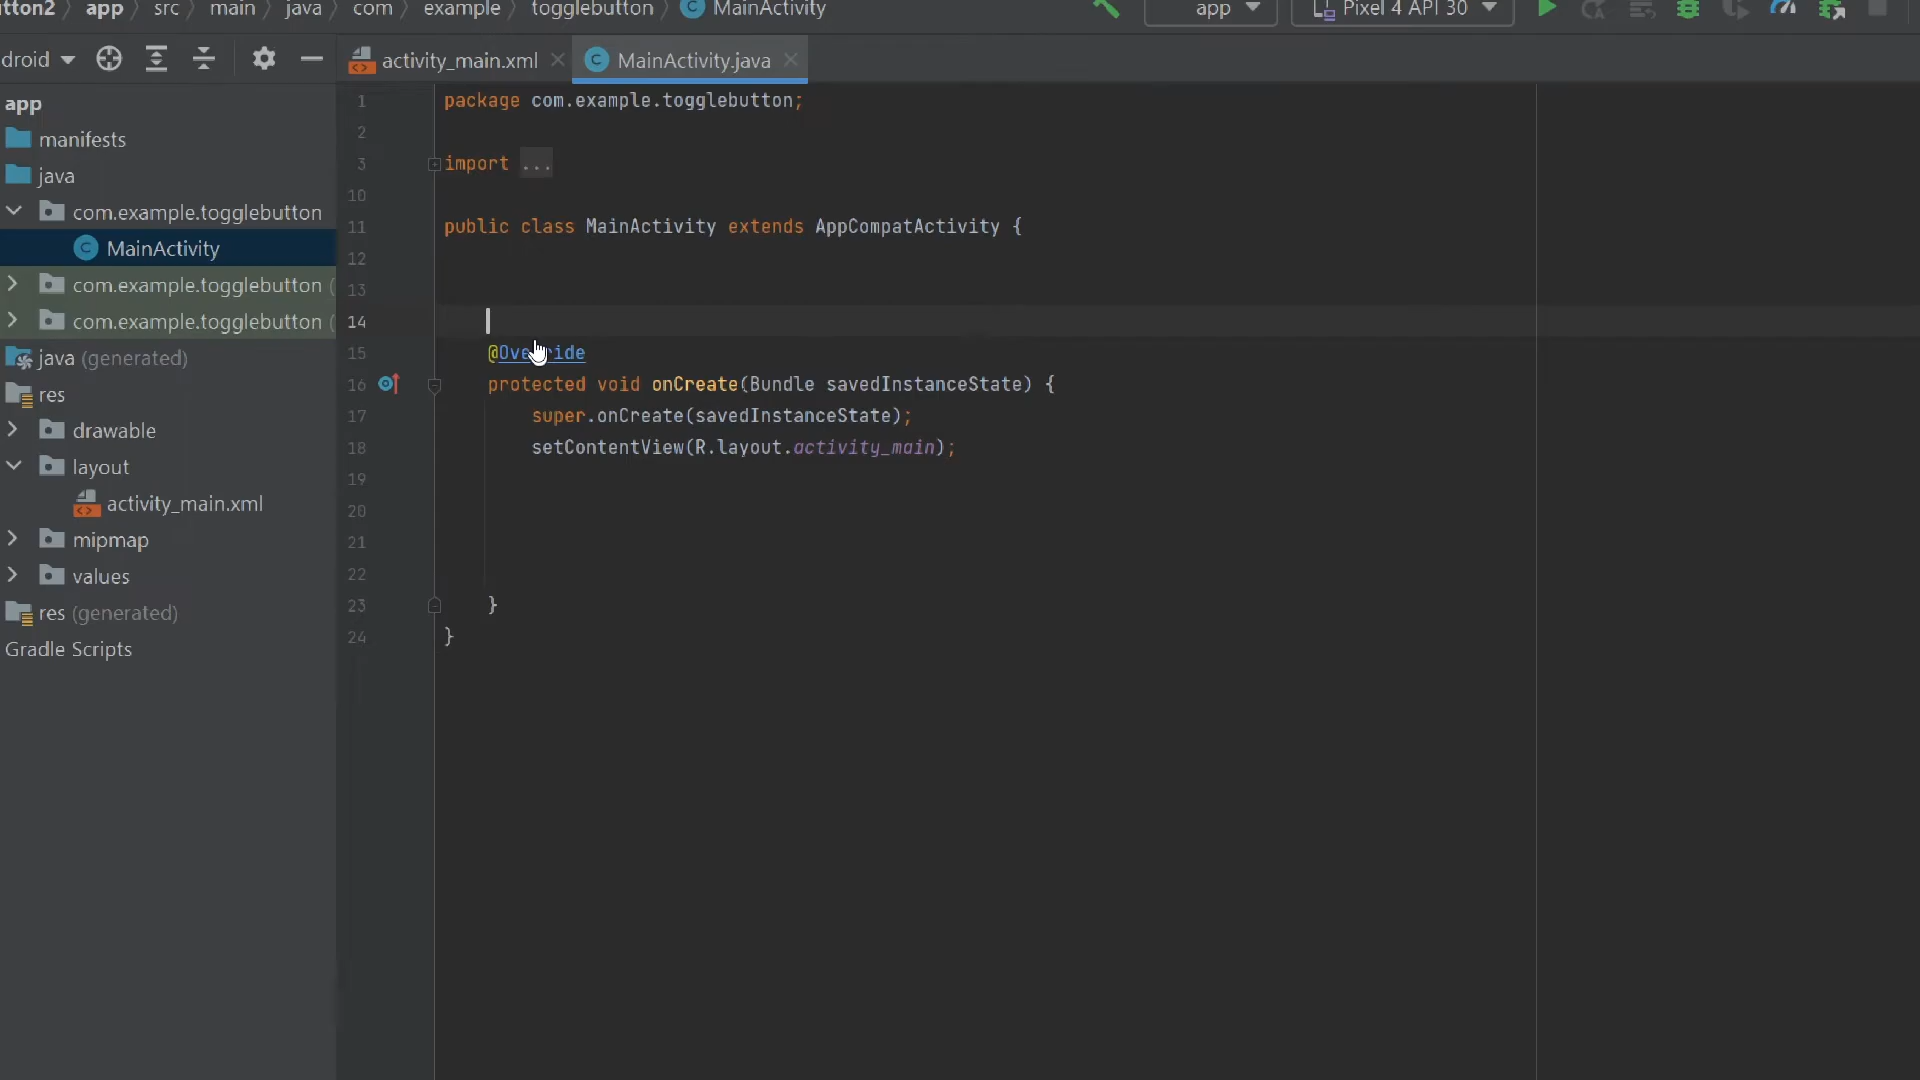 tton2 app src main java com example togglebutton C MainActivity app Pixel 4 API 30
droid
activity_main.xml
C MainActivity.java
app
manifests
java
com.example.togglebutton
C MainActivity
com.example.togglebutton (
com.example.togglebutton (
java (generated)
res
drawable
layout
activity_main.xml
mipmap
values
res (generated)
Gradle Scripts
1 package com.example.togglebutton;
2
3 import ...
10
11 public class MainActivity extends AppCompatActivity {
12
13
14
15 @Override
16 protected void onCreate(Bundle savedInstanceState) {
17 super.onCreate(savedInstanceState);
18 setContentView(R.layout.activity_main);
19
20
21
22
23 }
24 }